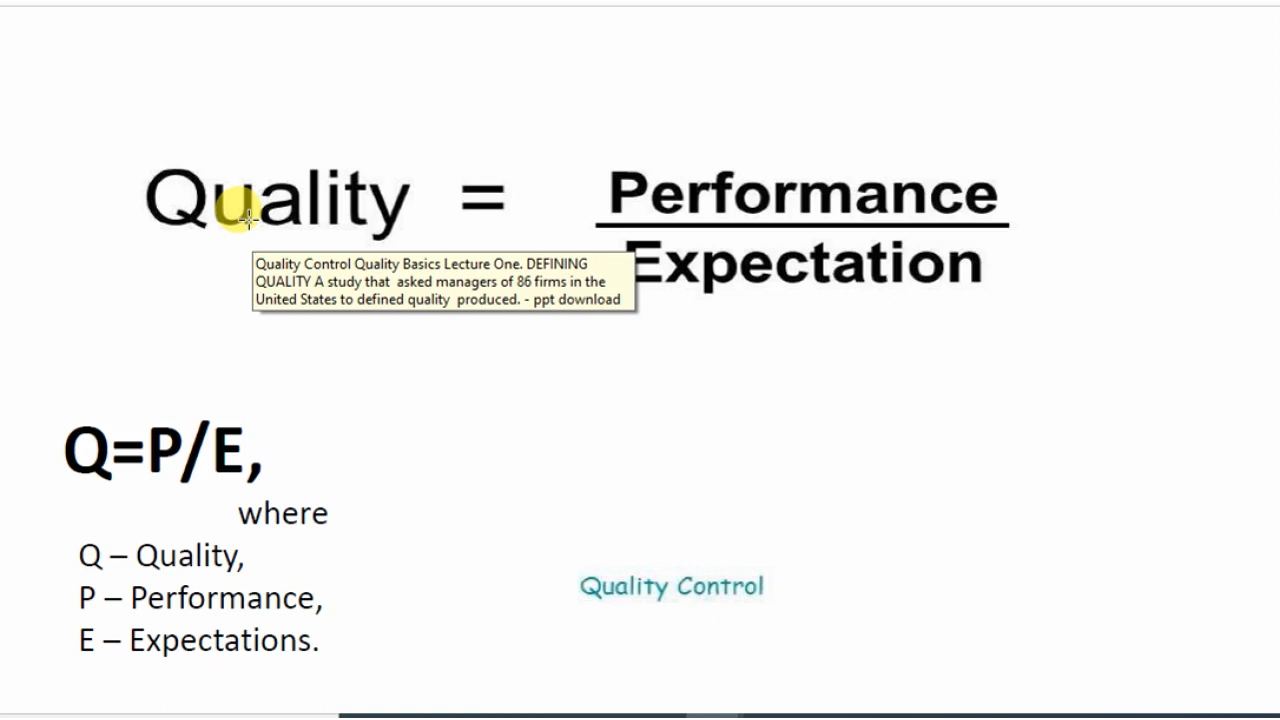 Quality = Performance
Expectation
Quality Control Quality Basics Lecture One. DEFINING
QUALITY A study that asked managers of 86 firms in the
United States to defined quality produced. - ppt download
Q=P/E,
where
Q – Quality,
P – Performance,
E – Expectations.
Quality Control